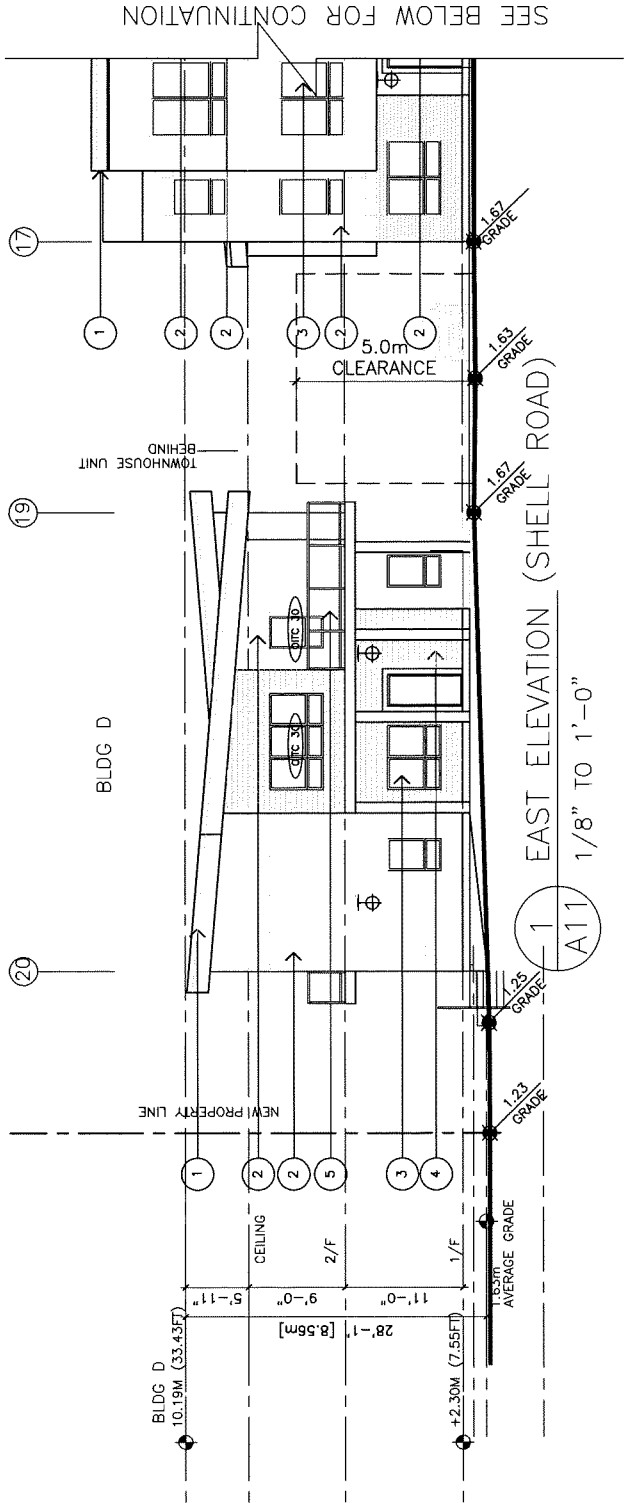 SEE BELOW FOR CONTINUATION
17
19
20
1
2
2
3
2
2
5.0m
CLEARANCE
TOWNHOUSE UNIT
BEHIND
BLDG D
OITC 30
OITC 30
NEW PROPERTY LINE
1
2
2
5
3
4
CEILING
2/F
1/F
5'-11"
9'-0"
11'-0"
28'-1"
[8.56m]
BLDG D
10.19M (33.43FT)
+2.30M (7.55FT)
1.63m
AVERAGE GRADE
1.23
GRADE
1.25
GRADE
1.67
GRADE
1.63
GRADE
1.67
GRADE
1
A11
EAST ELEVATION (SHELL ROAD)
1/8" TO 1'-0"